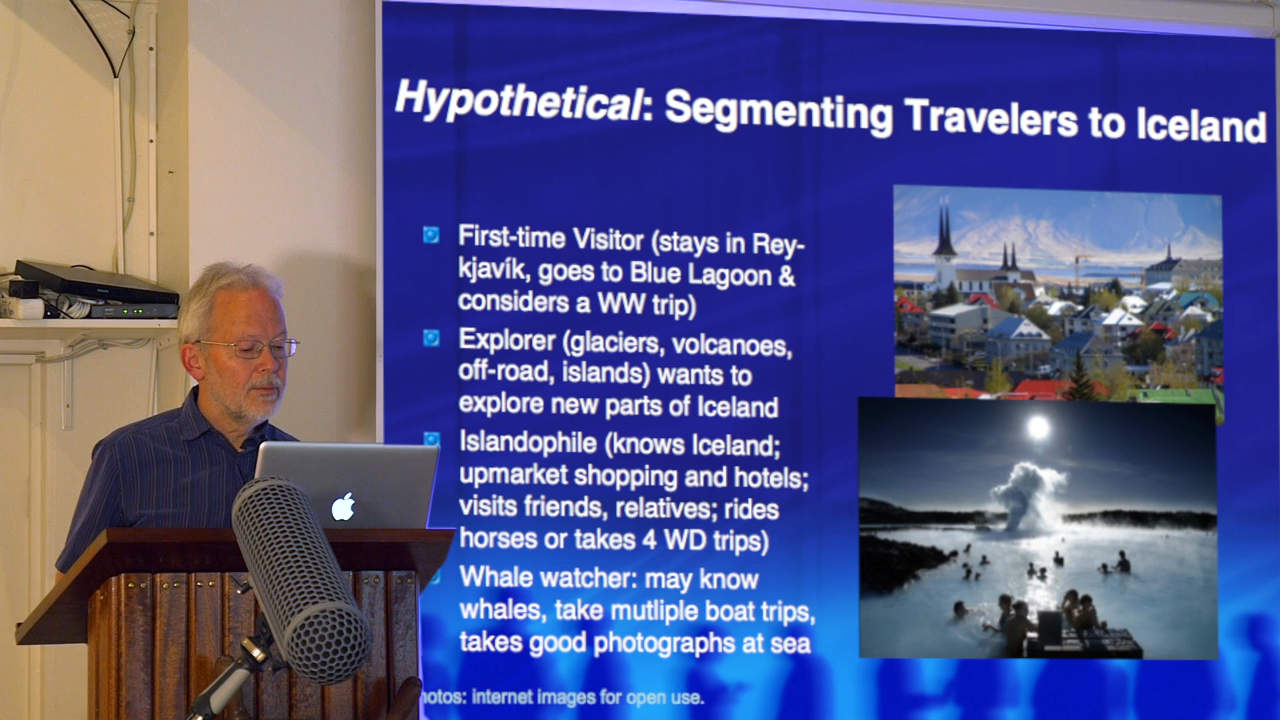 Hypothetical: Segmenting Travelers to Iceland
First-time Visitor (stays in Rey-
kjavík, goes to Blue Lagoon &
considers a WW trip)
Explorer (glaciers, volcanoes,
off-road, islands) wants to
explore new parts of Iceland
Islandophile (knows Iceland;
upmarket shopping and hotels;
visits friends, relatives; rides
horses or takes 4 WD trips)
Whale watcher: may know
whales, take mutliple boat trips,
takes good photographs at sea
hotos: internet images for open use.